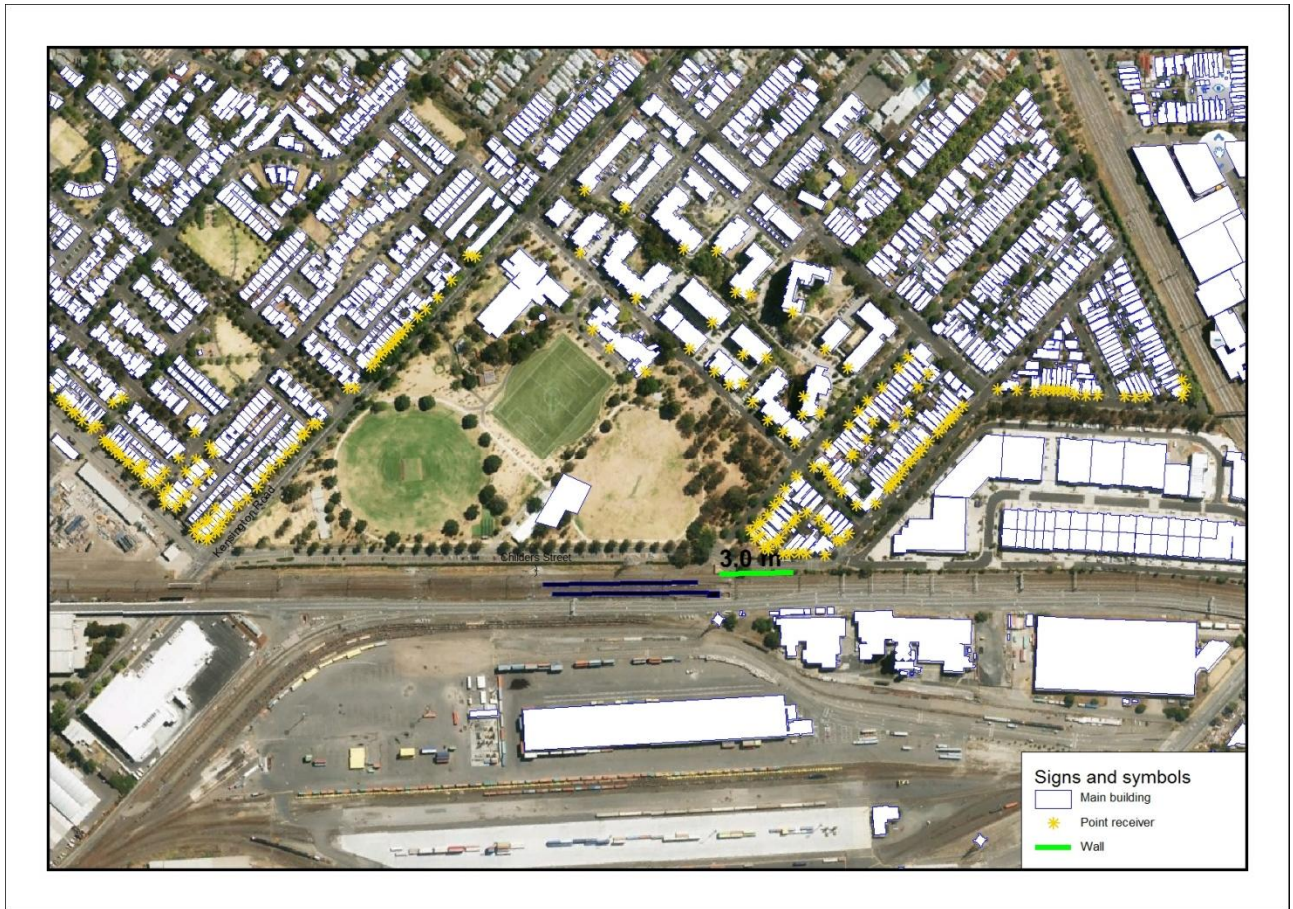 Kensington Road
Childers Street
3,0 m
Signs and symbols
Main building
Point receiver
Wall